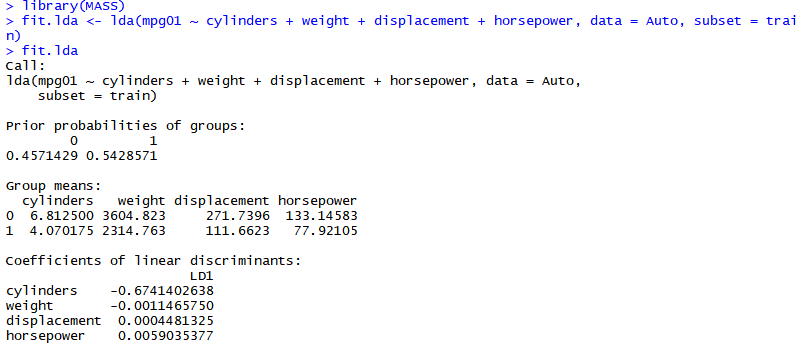 > library(MASS)
> fit.lda <- lda(mpg01 ~ cylinders + weight + displacement + horsepower, data = Auto, subset = trai
n)
> fit.lda
Call:
lda(mpg01 ~ cylinders + weight + displacement + horsepower, data = Auto,
    subset = train)
Prior probabilities of groups:
        0         1
0.4571429 0.5428571
Group means:
  cylinders   weight displacement horsepower
0  6.812500 3604.823     271.7396  133.14583
1  4.070175 2314.763     111.6623   77.92105
Coefficients of linear discriminants:
                       LD1
cylinders    -0.6741402638
weight       -0.0011465750
displacement  0.0004481325
horsepower    0.0059035377